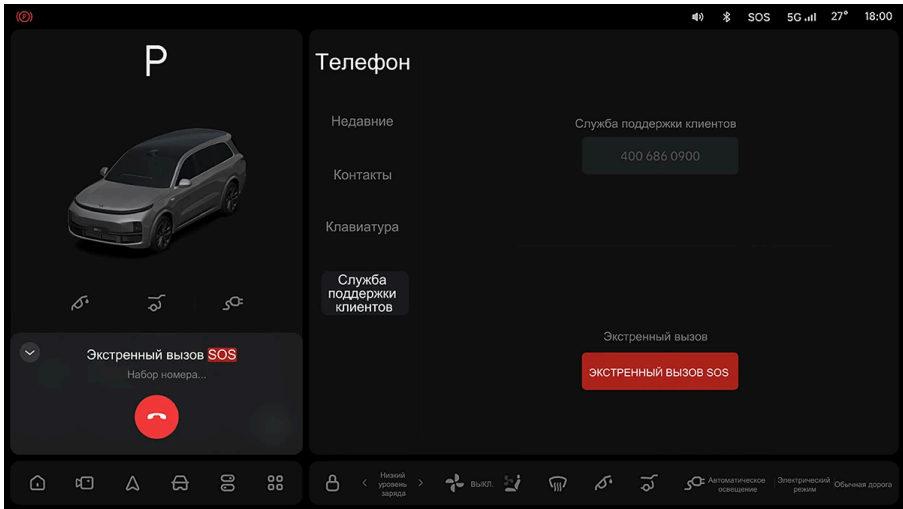 SOS 5G 27° 18:00
P
Телефон
Недавние
Контакты
Клавиатура
Служба
поддержки
клиентов
Служба поддержки клиентов
400 686 0900
Экстренный вызов
ЭКСТРЕННЫЙ ВЫЗОВ SOS
Экстренный вызов SOS
Набор номера...
Низкий
уровень
заряда
ВЫКЛ.
Автоматическое
освещение
Электрический
режим
Обычная дорога